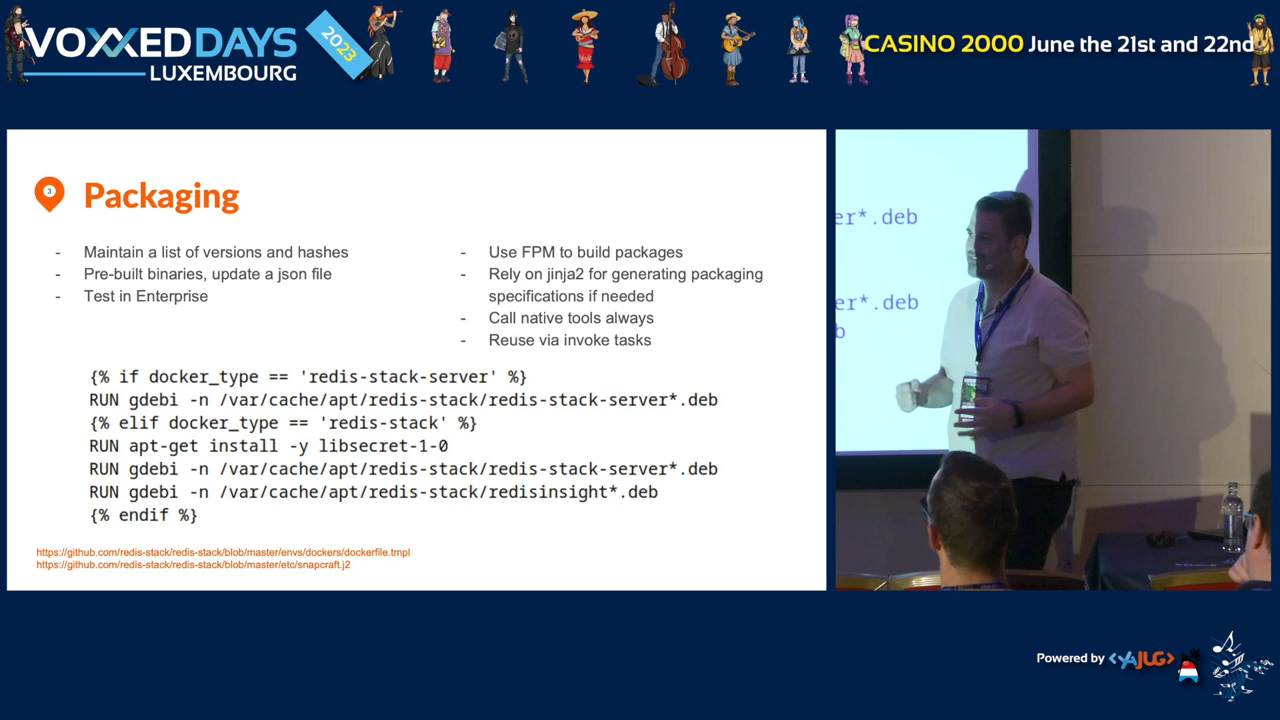 VOXXED DAYS
LUXEMBOURG
2023
CASINO 2000 June the 21st and 22nd
3
Packaging
- Maintain a list of versions and hashes
- Pre-built binaries, update a json file
- Test in Enterprise
- Use FPM to build packages
- Rely on jinja2 for generating packaging
specifications if needed
- Call native tools always
- Reuse via invoke tasks
{% if docker_type == 'redis-stack-server' %}
RUN gdebi -n /var/cache/apt/redis-stack/redis-stack-server*.deb
{% elif docker_type == 'redis-stack' %}
RUN apt-get install -y libsecret-1-0
RUN gdebi -n /var/cache/apt/redis-stack/redis-stack-server*.deb
RUN gdebi -n /var/cache/apt/redis-stack/redisinsight*.deb
{% endif %}
https://github.com/redis-stack/redis-stack/blob/master/envs/dockers/dockerfile.tmpl
https://github.com/redis-stack/redis-stack/blob/master/etc/snapcraft.j2
er*.deb
er*.deb
b
Powered by <YAJUG>